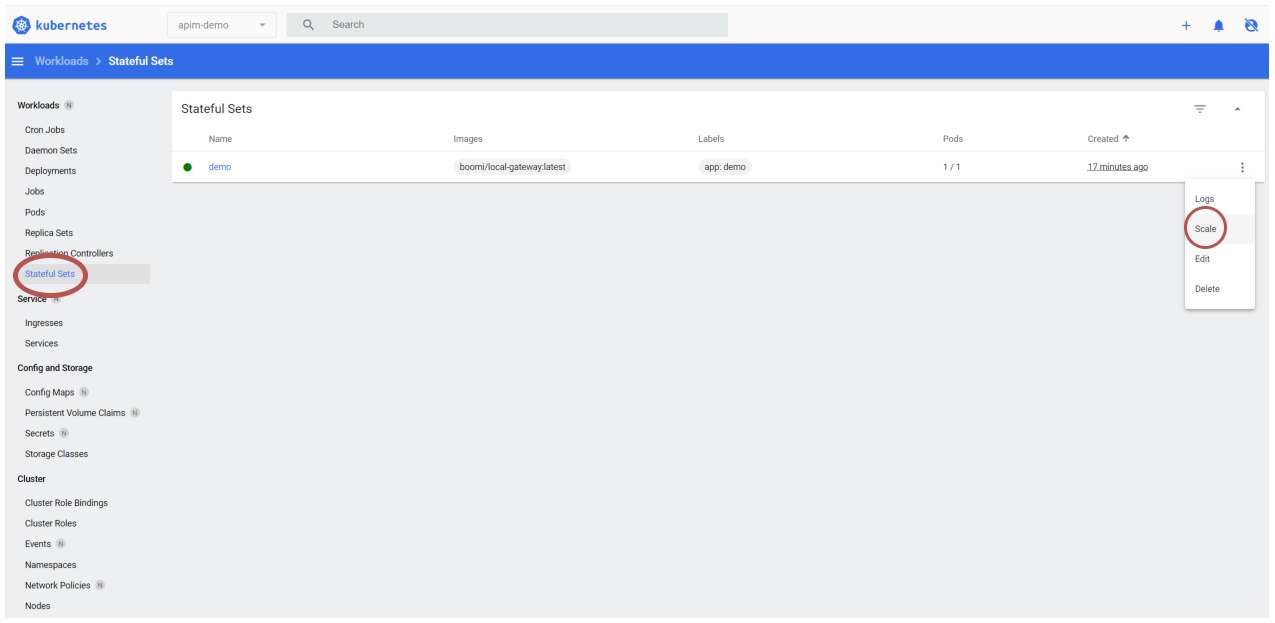 kubernetes apim-demo Search
Workloads > Stateful Sets
Workloads N
Cron Jobs
Daemon Sets
Deployments
Jobs
Pods
Replica Sets
Replication Controllers
Stateful Sets
Service N
Ingresses
Services
Config and Storage
Config Maps N
Persistent Volume Claims N
Secrets N
Storage Classes
Cluster
Cluster Role Bindings
Cluster Roles
Events N
Namespaces
Network Policies N
Nodes
Stateful Sets
Name Images Labels Pods Created
demo boomi/local-gateway:latest app: demo 1 / 1 17 minutes ago
Logs
Scale
Edit
Delete